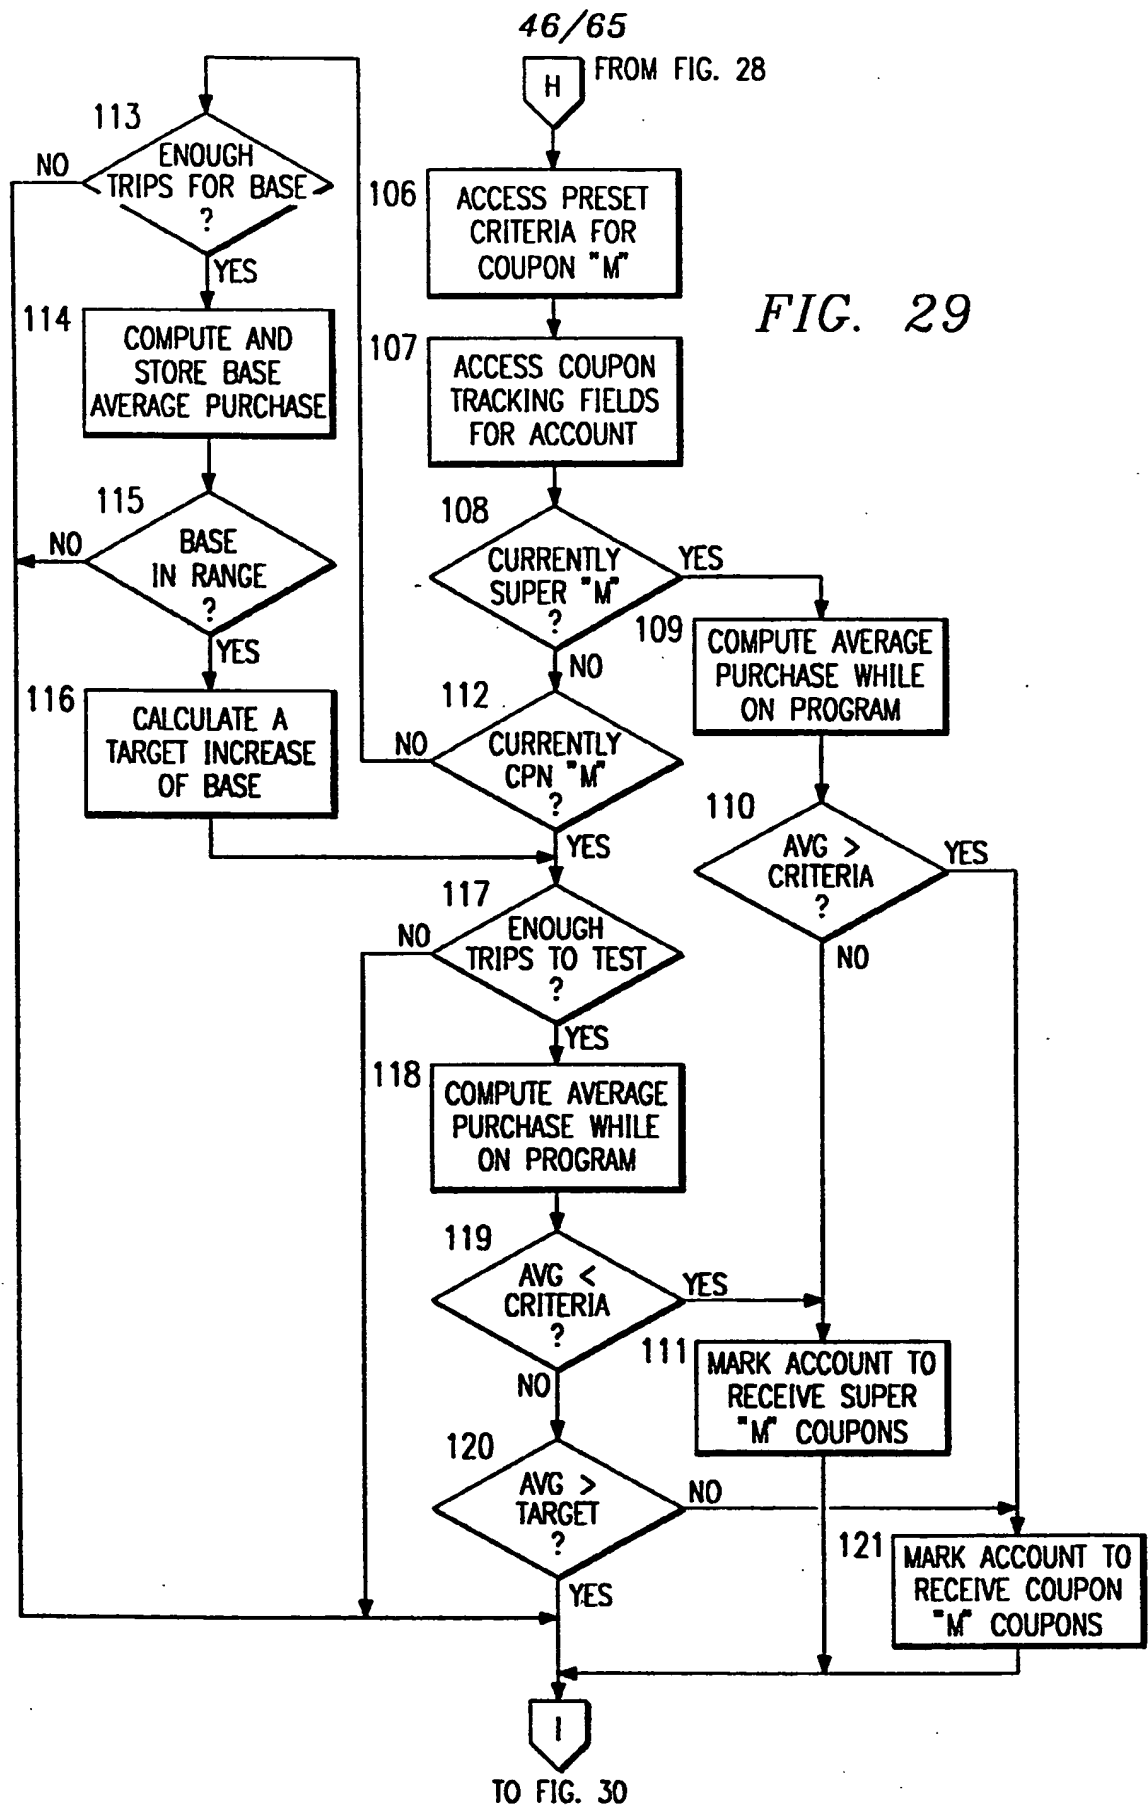 46/65
H
FROM FIG. 28
FIG. 29
106
ACCESS PRESET
CRITERIA FOR
COUPON "M"
107
ACCESS COUPON
TRACKING FIELDS
FOR ACCOUNT
108
CURRENTLY
SUPER "M"
?
YES
NO
109
COMPUTE AVERAGE
PURCHASE WHILE
ON PROGRAM
110
AVG >
CRITERIA
?
YES
NO
112
CURRENTLY
CPN "M"
?
NO
YES
113
ENOUGH
TRIPS FOR BASE
?
NO
YES
114
COMPUTE AND
STORE BASE
AVERAGE PURCHASE
115
BASE
IN RANGE
?
NO
YES
116
CALCULATE A
TARGET INCREASE
OF BASE
117
ENOUGH
TRIPS TO TEST
?
NO
YES
118
COMPUTE AVERAGE
PURCHASE WHILE
ON PROGRAM
119
AVG <
CRITERIA
?
YES
NO
111
MARK ACCOUNT TO
RECEIVE SUPER
"M" COUPONS
120
AVG >
TARGET
?
NO
YES
121
MARK ACCOUNT TO
RECEIVE COUPON
"M" COUPONS
I
TO FIG. 30